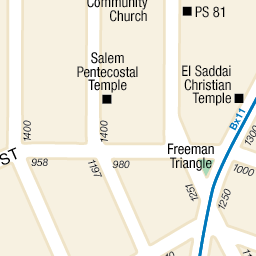 Community
Church
PS 81
Salem
Pentecostal
Temple
El Saddai
Christian
Temple
Bx11
1400
1400
ST
958
1197
980
Freeman
Triangle
1251
1250
1000